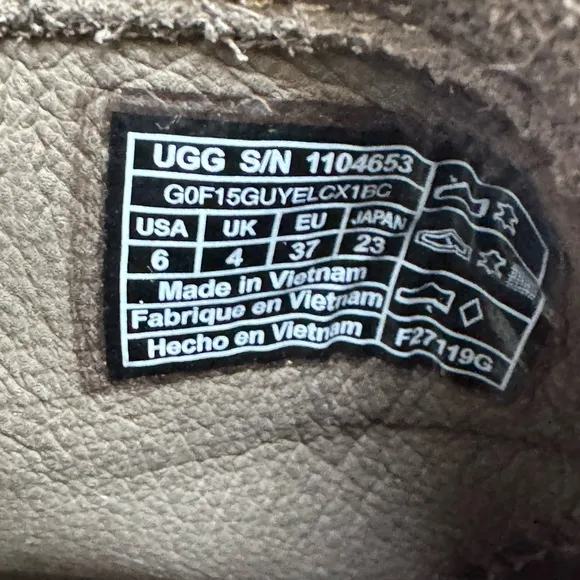 UGG S/N 1104653
G0F15GUYELCX1BC
USA UK EU JAPAN
6 4 37 23
Made in Vietnam
Fabrique en Vietnam
Hecho en Vietnam
F27119G